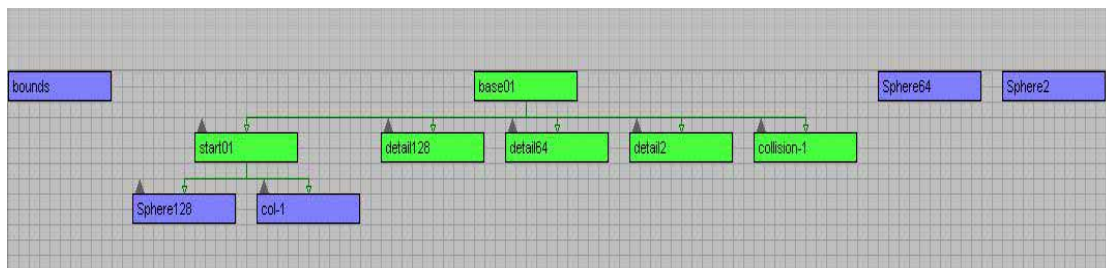 bounds
base01
Sphere64
Sphere2
start01
detail128
detail64
detail2
collision-1
Sphere128
col-1